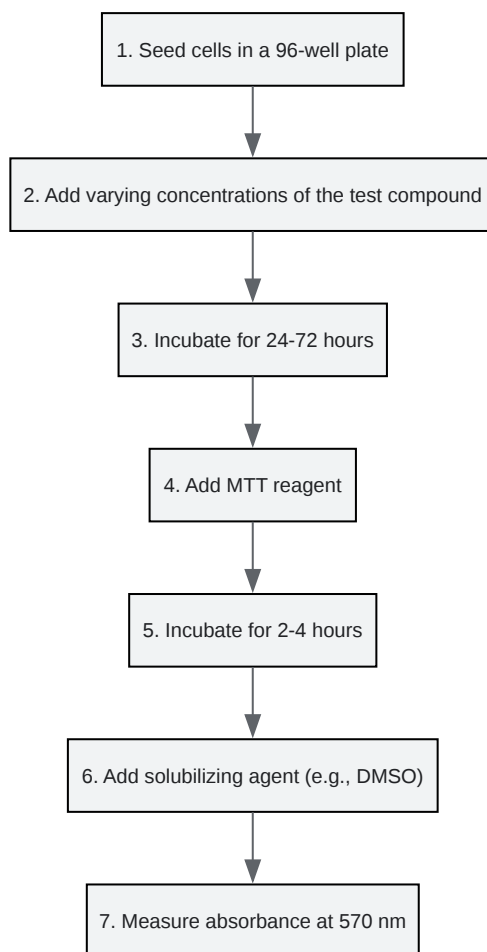 1. Seed cells in a 96-well plate
2. Add varying concentrations of the test compound
3. Incubate for 24-72 hours
4. Add MTT reagent
5. Incubate for 2-4 hours
6. Add solubilizing agent (e.g., DMSO)
7. Measure absorbance at 570 nm